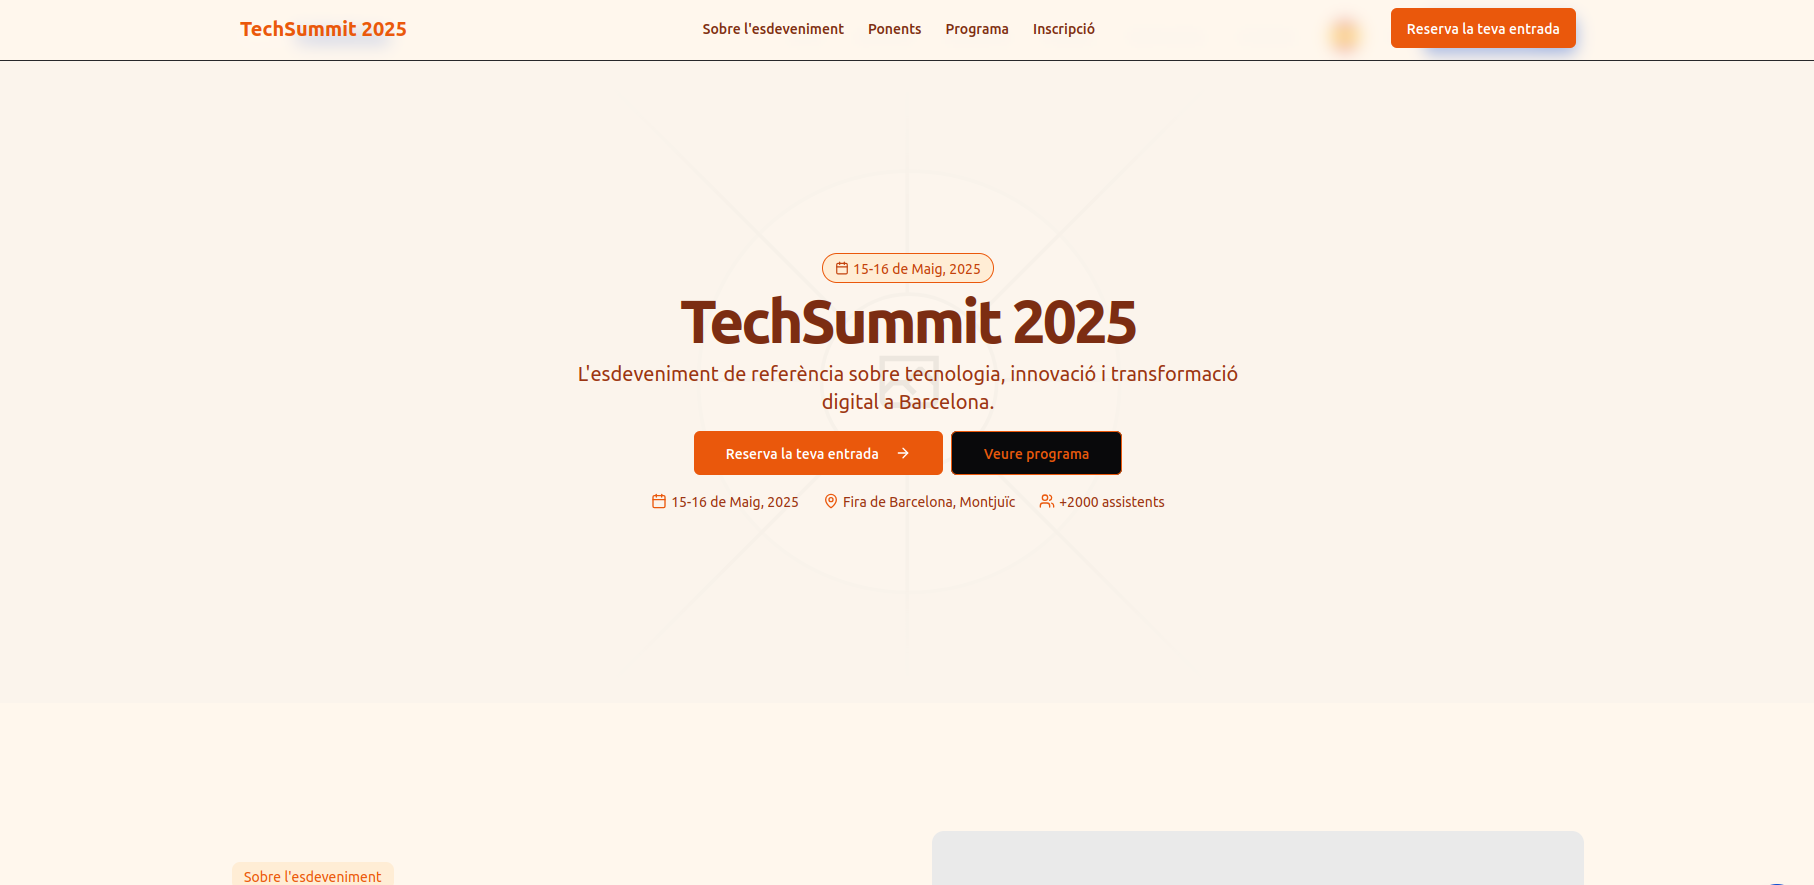 TechSummit 2025
Sobre l'esdeveniment
Ponents
Programa
Inscripció
Reserva la teva entrada
15-16 de Maig, 2025
TechSummit 2025
L'esdeveniment de referència sobre tecnologia, innovació i transformació
digital a Barcelona.
Reserva la teva entrada
Veure programa
15-16 de Maig, 2025
Fira de Barcelona, Montjuïc
+2000 assistents
Sobre l'esdeveniment